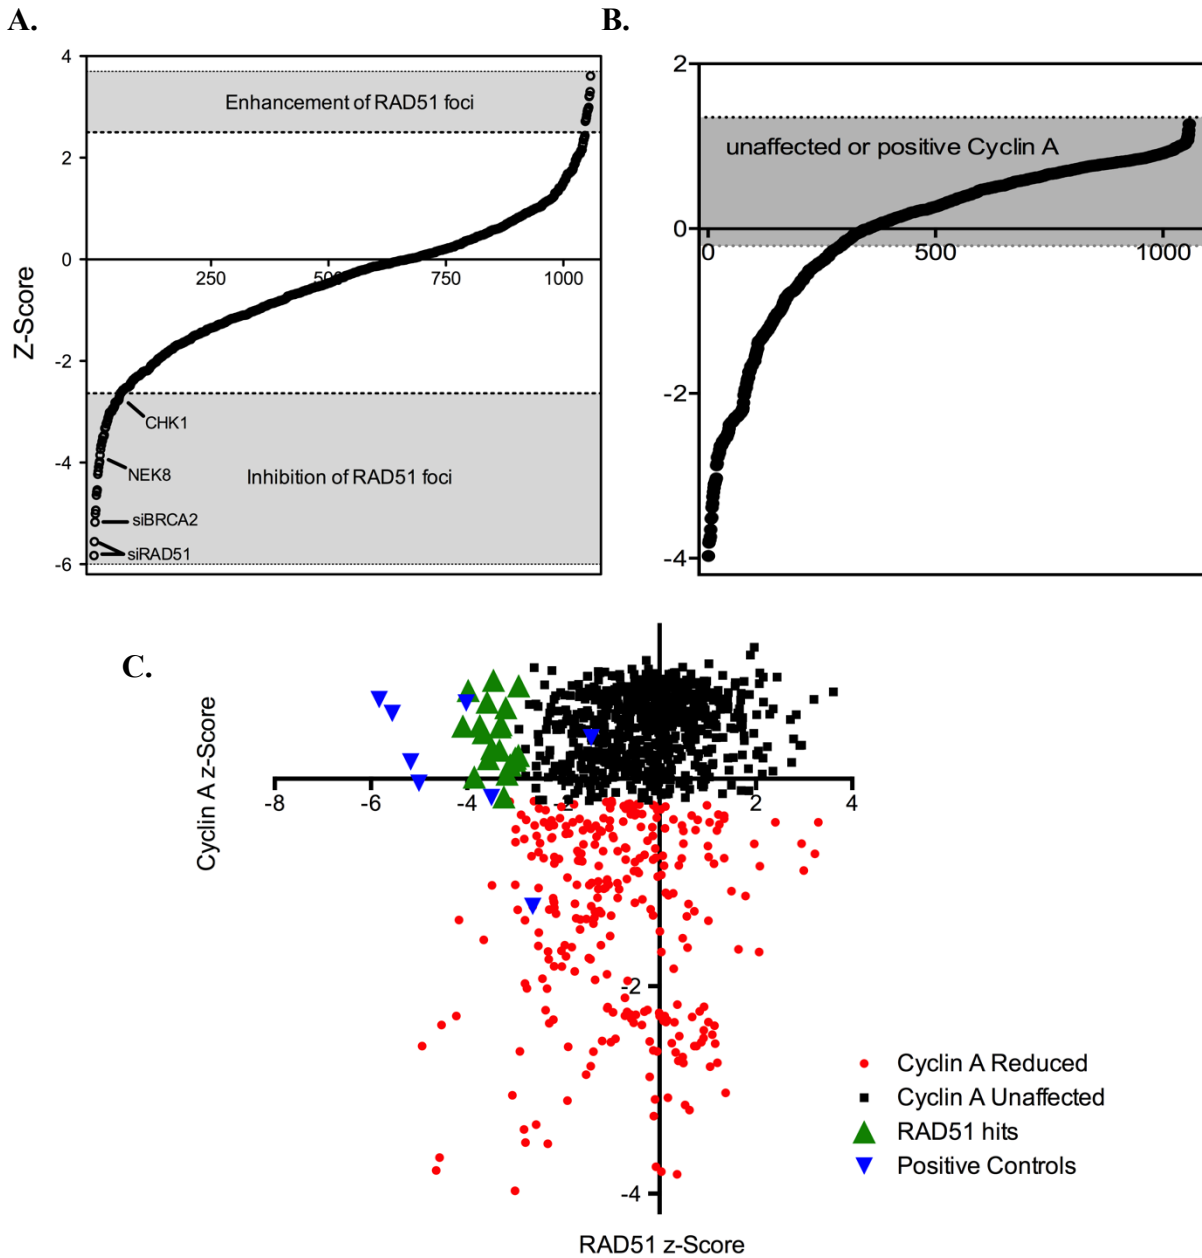 A.
B.
4
2
0
-2
-4
-6
Z-Score
250
500
750
1000
Enhancement of RAD51 foci
CHK1
NEK8
siBRCA2
siRAD51
Inhibition of RAD51 foci
2
0
-2
-4
unaffected or positive Cyclin A
0
500
1000
C.
Cyclin A z-Score
-8
-6
-4
-2
2
4
-2
-4
Cyclin A Reduced
Cyclin A Unaffected
RAD51 hits
Positive Controls
RAD51 z-Score